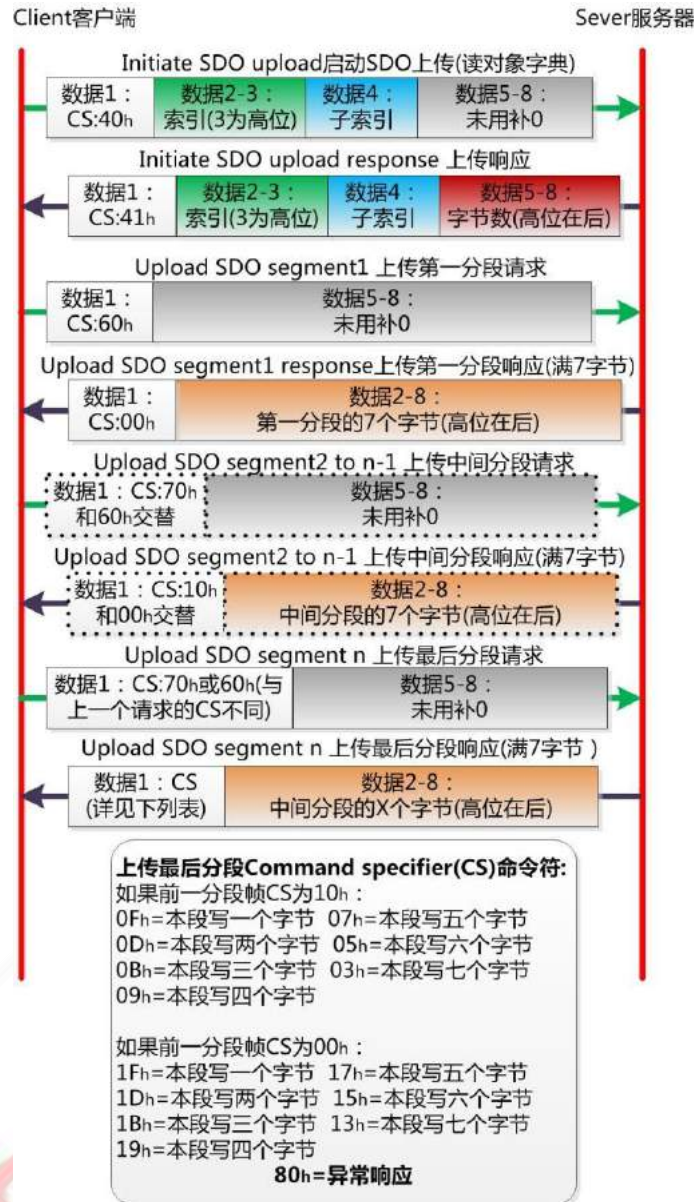 Client客户端 Sever服务器
Initiate SDO upload启动SDO上传(读对象字典)
数据1： 数据2-3： 数据4： 数据5-8：
CS:40h 索引(3为高位) 子索引 未用补0
Initiate SDO upload response 上传响应
数据1： 数据2-3： 数据4： 数据5-8：
CS:41h 索引(3为高位) 子索引 字节数(高位在后)
Upload SDO segment1 上传第一分段请求
数据1： 数据5-8：
CS:60h 未用补0
Upload SDO segment1 response上传第一分段响应(满7字节)
数据1： 数据2-8：
CS:00h 第一分段的7个字节(高位在后)
Upload SDO segment2 to n-1 上传中间分段请求
数据1：CS:70h 数据5-8：
和60h交替 未用补0
Upload SDO segment2 to n-1 上传中间分段响应(满7字节)
数据1：CS:10h 数据2-8：
和00h交替 中间分段的7个字节(高位在后)
Upload SDO segment n 上传最后分段请求
数据1：CS:70h或60h(与 数据5-8：
上一个请求的CS不同) 未用补0
Upload SDO segment n 上传最后分段响应(满7字节 )
数据1：CS 数据2-8：
(详见下列表) 中间分段的X个字节(高位在后)
上传最后分段Command specifier(CS)命令符:
如果前一分段帧CS为10h：
0Fh=本段写一个字节 07h=本段写五个字节
0Dh=本段写两个字节 05h=本段写六个字节
0Bh=本段写三个字节 03h=本段写七个字节
09h=本段写四个字节
如果前一分段帧CS为00h：
1Fh=本段写一个字节 17h=本段写五个字节
1Dh=本段写两个字节 15h=本段写六个字节
1Bh=本段写三个字节 13h=本段写七个字节
19h=本段写四个字节
80h=异常响应